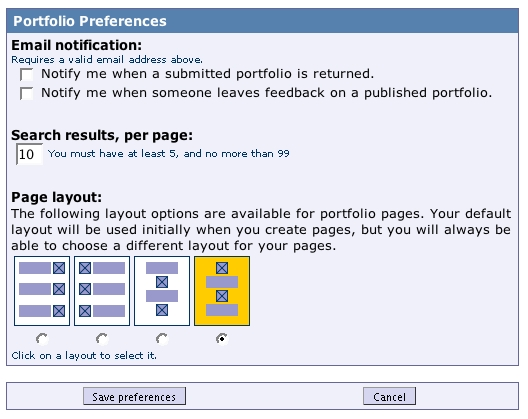 Portfolio Preferences
Email notification:
Requires a valid email address above.
Notify me when a submitted portfolio is returned.
Notify me when someone leaves feedback on a published portfolio.
Search results, per page:
10 You must have at least 5, and no more than 99
Page layout:
The following layout options are available for portfolio pages. Your default
layout will be used initially when you create pages, but you will always be
able to choose a different layout for your pages.
Click on a layout to select it.
Save preferences Cancel